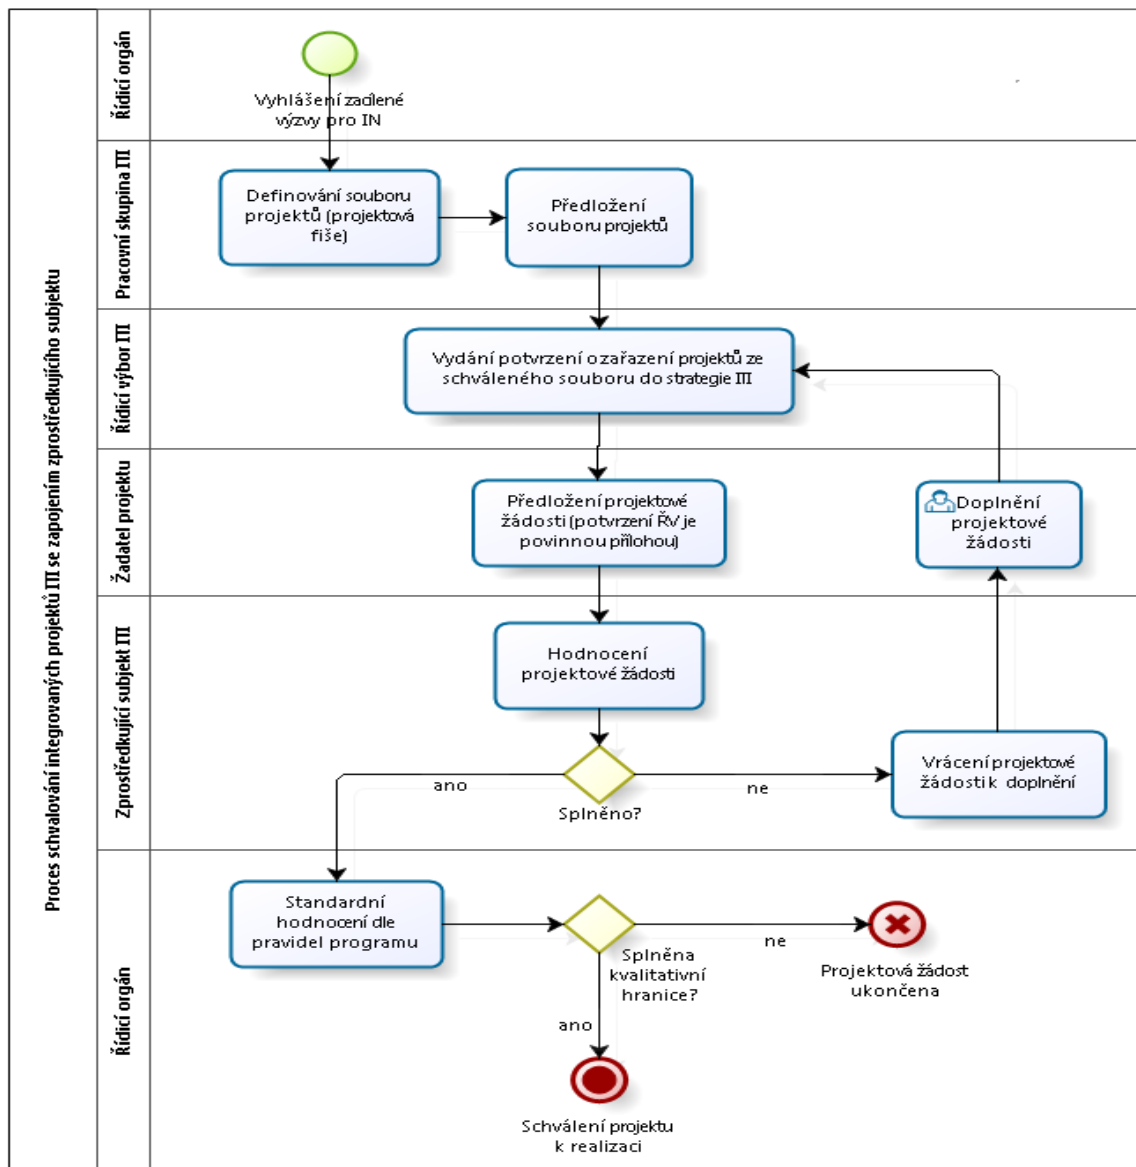 Proces schvalování integrovaných projektů ITI se zapojením zprostředkujícího subjektu
Řídicí orgán
Vyhlášení zacílené
výzvy pro IN
Pracovní skupina ITI
Definování souboru
projektů (projektová
fiše)
Předložení
souboru projektů
Řídicí výbor ITI
Vydání potvrzení o zařazení projektů ze
schváleného souboru do strategie ITI
Žadatel projektu
Předložení projektové
žádosti (potvrzení ŘV je
povinnou přílohou)
Doplnění
projektové
žádosti
Zprostředkující subjekt ITI
Hodnocení
projektové žádosti
Vrácení projektové
žádosti k doplnění
ano
ne
Splněno?
Řídicí orgán
Standardní
hodnocení dle
pravidel programu
Splněna
kvalitativní
hranice?
ne
Projektová žádost
ukončena
ano
Schválení projektu
k realizaci